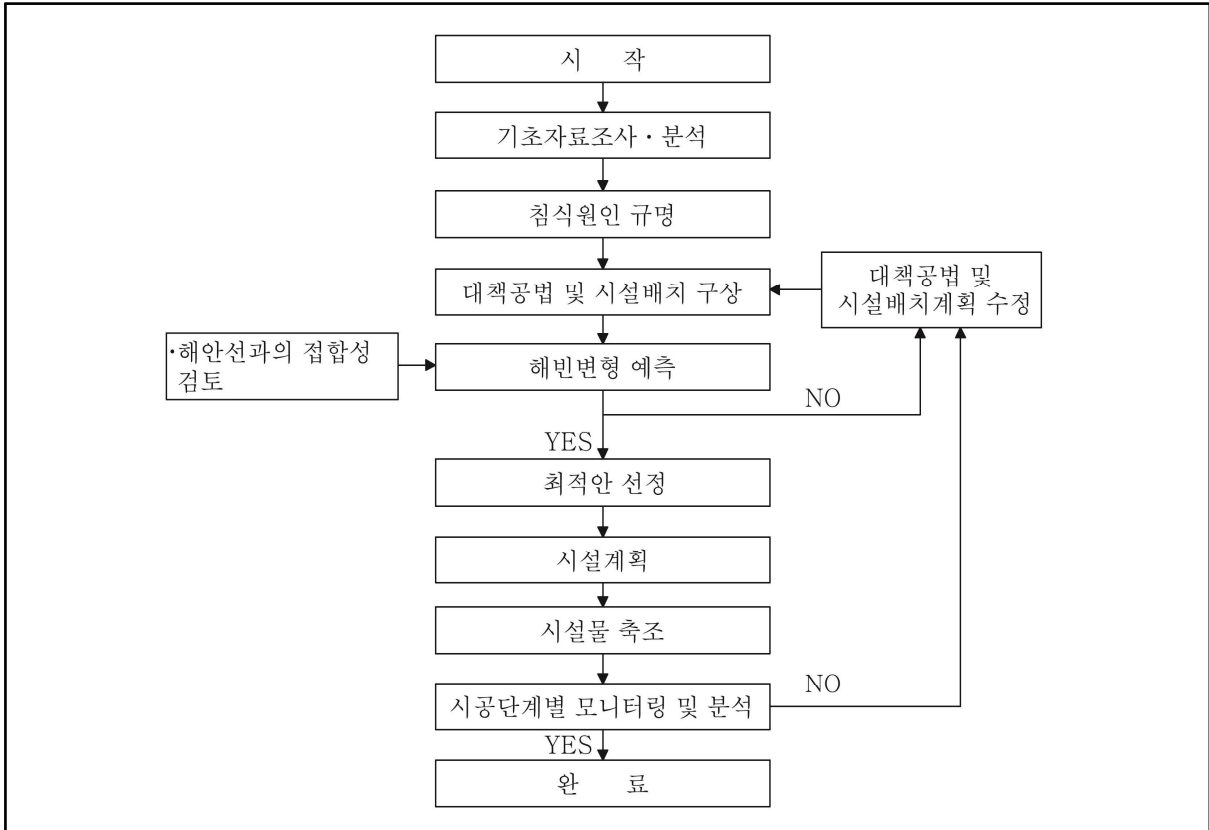 시 작
기초자료조사·분석
침식원인 규명
대책공법 및 시설배치 구상
대책공법 및
시설배치계획 수정
·해안선과의 접합성
검토
해빈변형 예측
NO
YES
최적안 선정
시설계획
시설물 축조
시공단계별 모니터링 및 분석
NO
YES
완 료